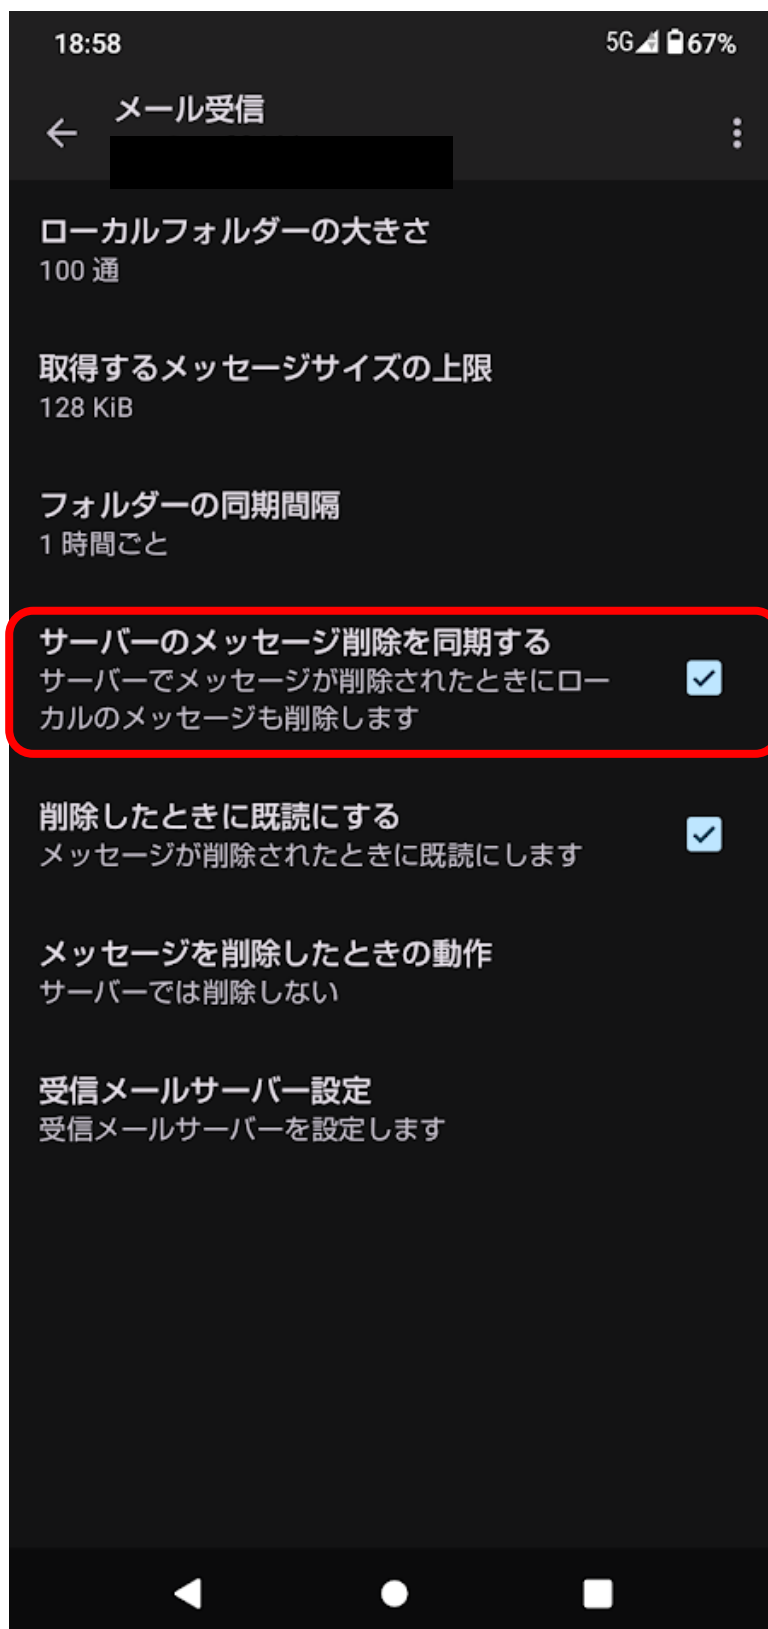 18:58 5G 67%
メール受信
ローカルフォルダーの大きさ
100 通
取得するメッセージサイズの上限
128 KiB
フォルダーの同期間隔
1 時間ごと
サーバーのメッセージ削除を同期する
サーバーでメッセージが削除されたときにロー
カルのメッセージも削除します
削除したときに既読にする
メッセージが削除されたときに既読にします
メッセージを削除したときの動作
サーバーでは削除しない
受信メールサーバー設定
受信メールサーバーを設定します